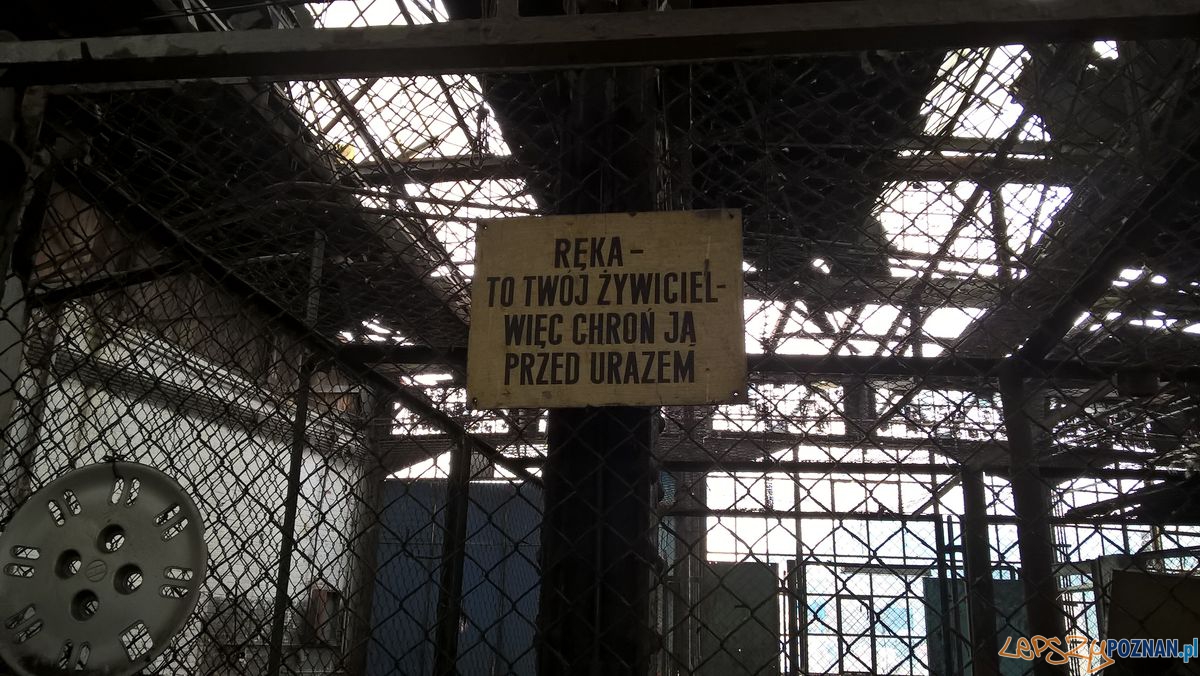 RĘKA –
TO TWÓJ ŻYWICIEL-
WIĘC CHROŃ JĄ
PRZED URAZEM
LEPSZYPOZNAN.pl